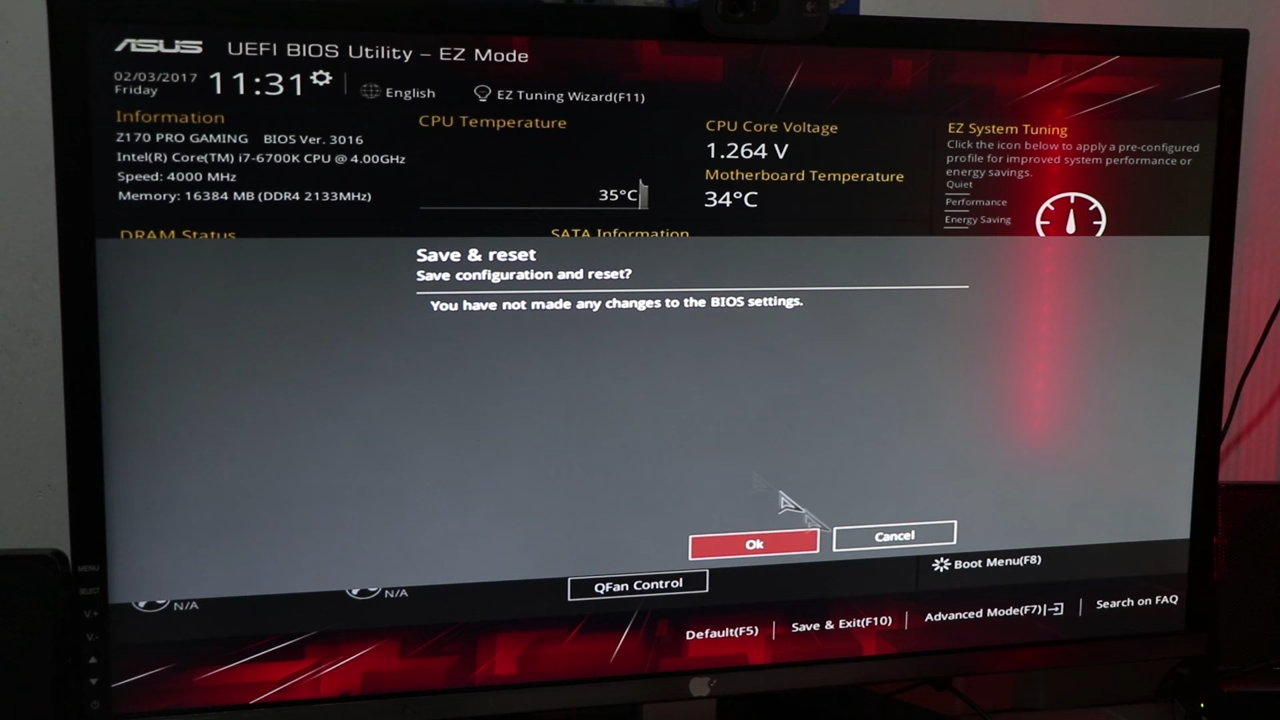 ASUS UEFI BIOS Utility – EZ Mode
02/03/2017
Friday
11:31
English
EZ Tuning Wizard(F11)
Information
Z170 PRO GAMING BIOS Ver. 3016
Intel(R) Core(TM) i7-6700K CPU @ 4.00GHz
Speed: 4000 MHz
Memory: 16384 MB (DDR4 2133MHz)
CPU Temperature
35°C
CPU Core Voltage
1.264 V
Motherboard Temperature
34°C
EZ System Tuning
Click the icon below to apply a pre-configured
profile for improved system performance or
energy savings.
Quiet
Performance
Energy Saving
DRAM Status
SATA Information
Save & reset
Save configuration and reset?
You have not made any changes to the BIOS settings.
Ok
Cancel
N/A
N/A
QFan Control
Boot Menu(F8)
Default(F5)
Save & Exit(F10)
Advanced Mode(F7)
Search on FAQ
MENU
SELECT
V.+
V.-